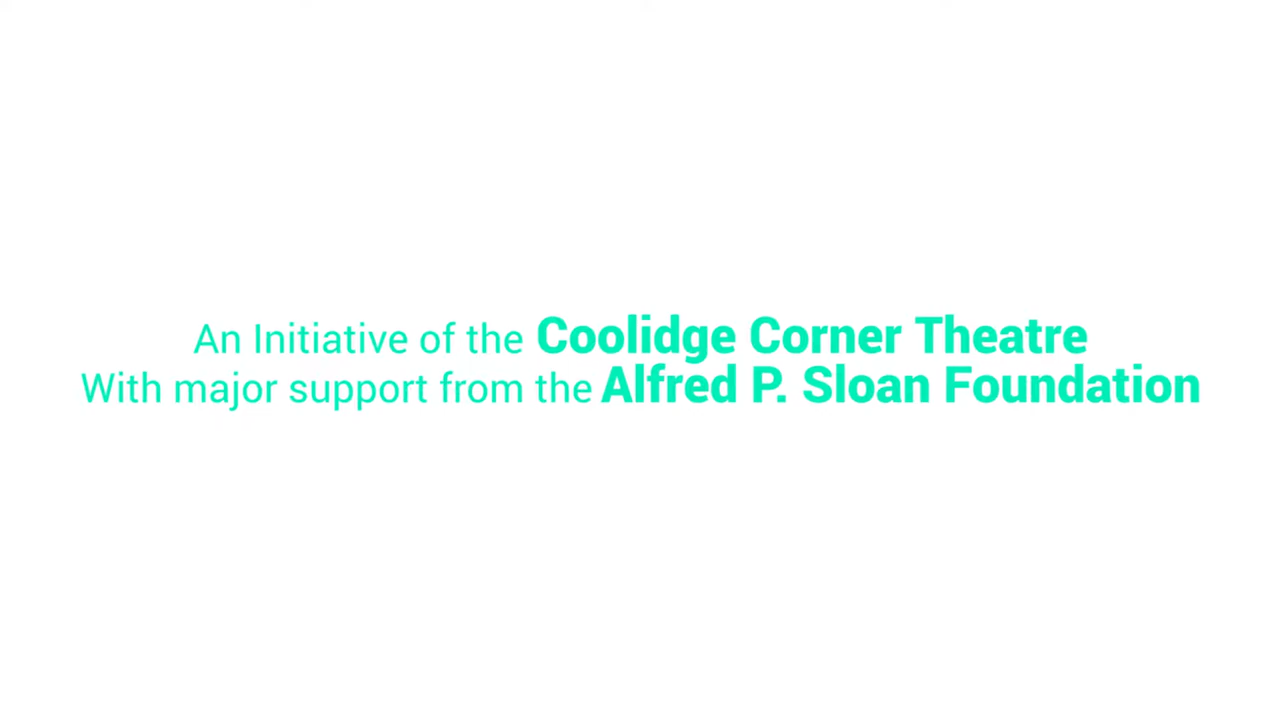 An Initiative of the Coolidge Corner Theatre
With major support from the Alfred P. Sloan Foundation